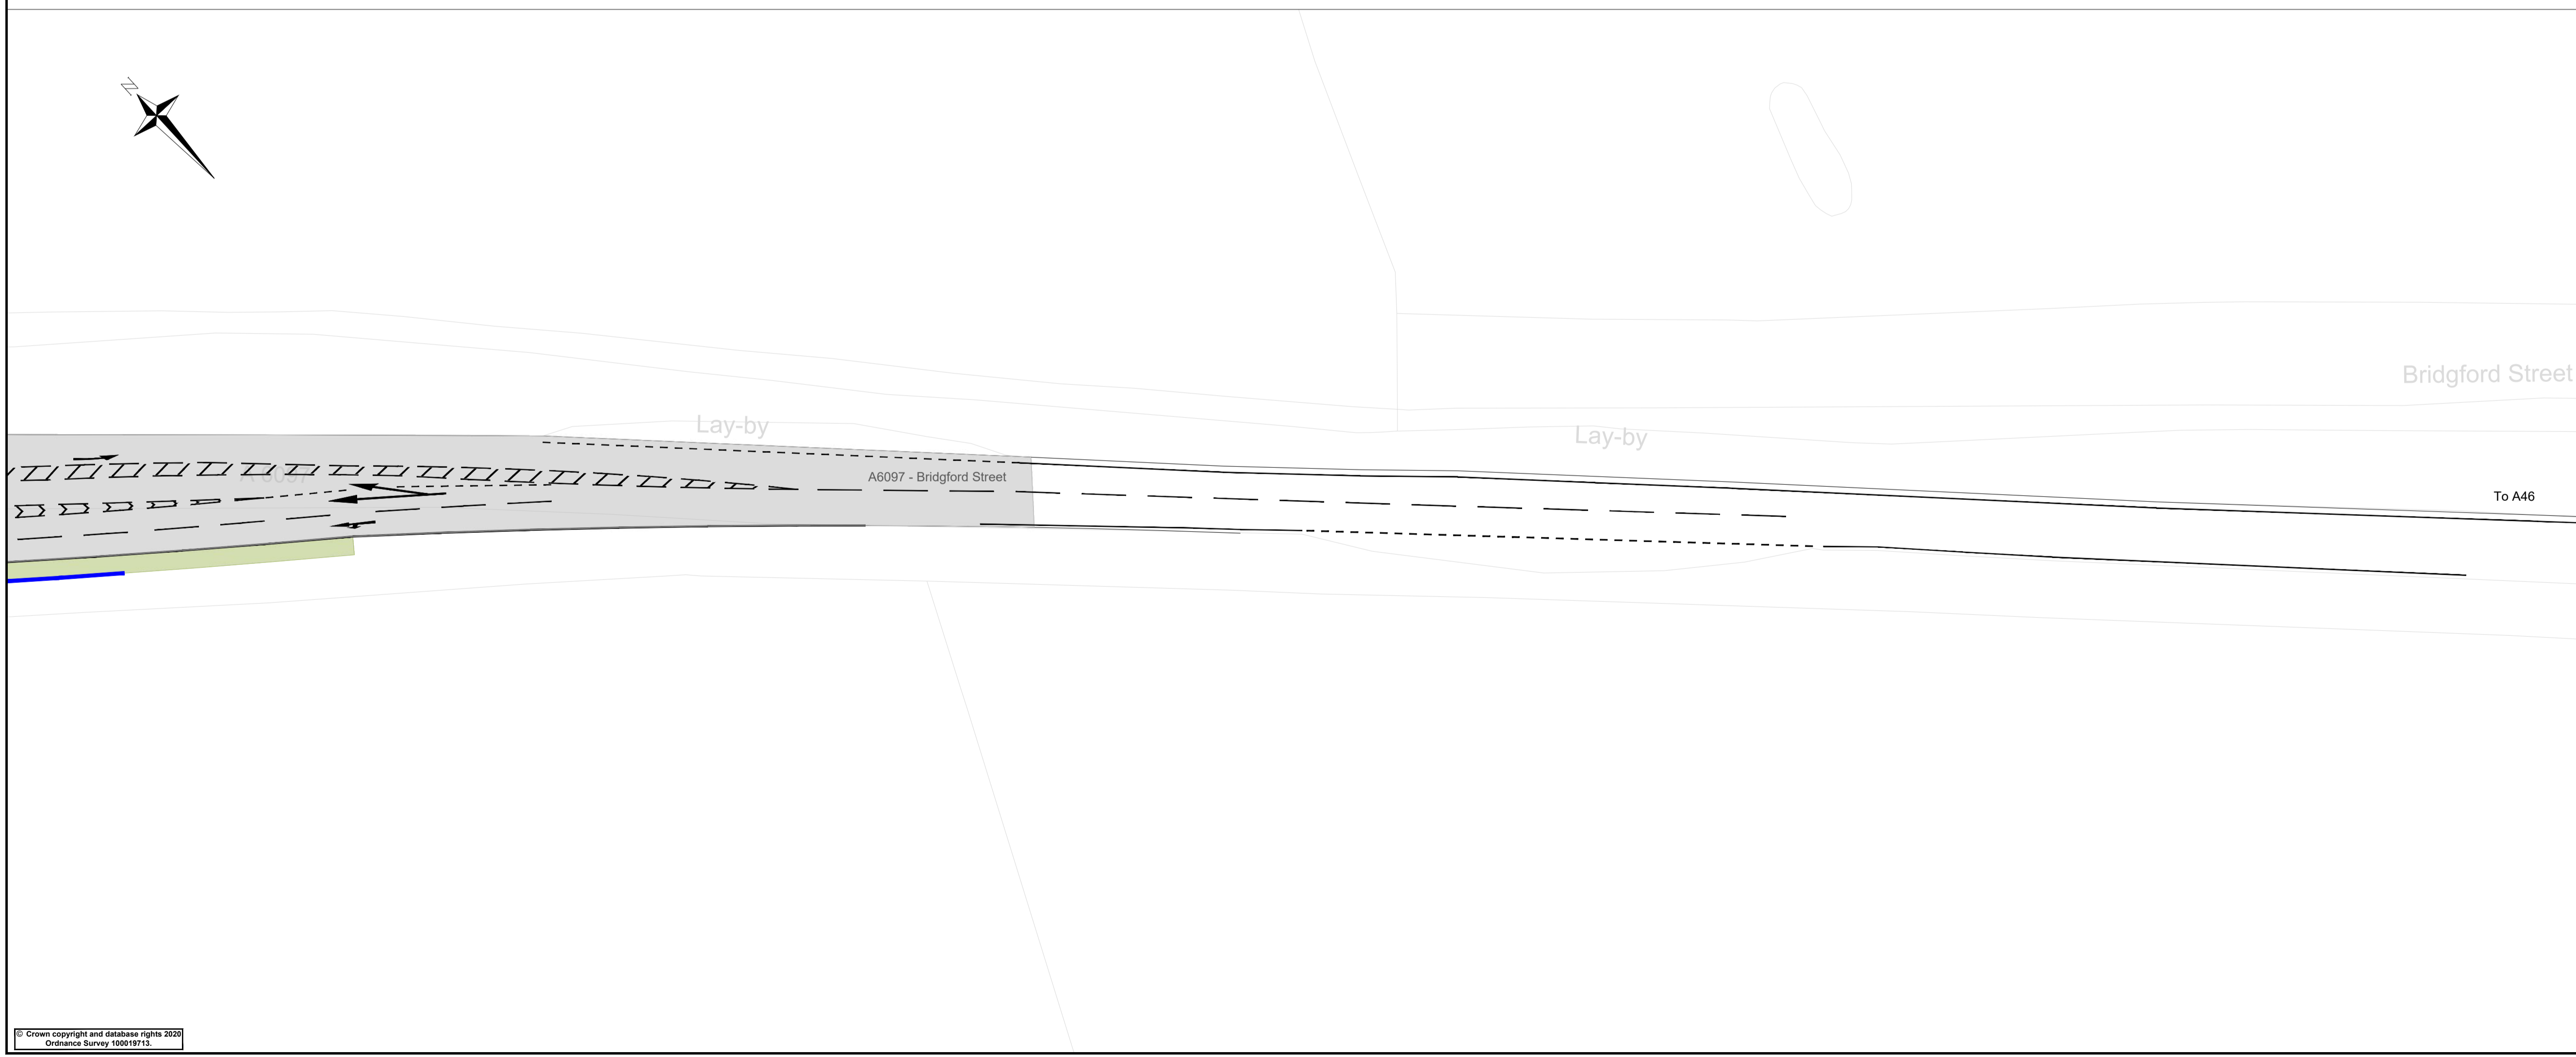 N
Bridgford Street
Lay-by
Lay-by
A 6097
A6097 - Bridgford Street
To A46
© Crown copyright and database rights 2020
Ordnance Survey 100019713.